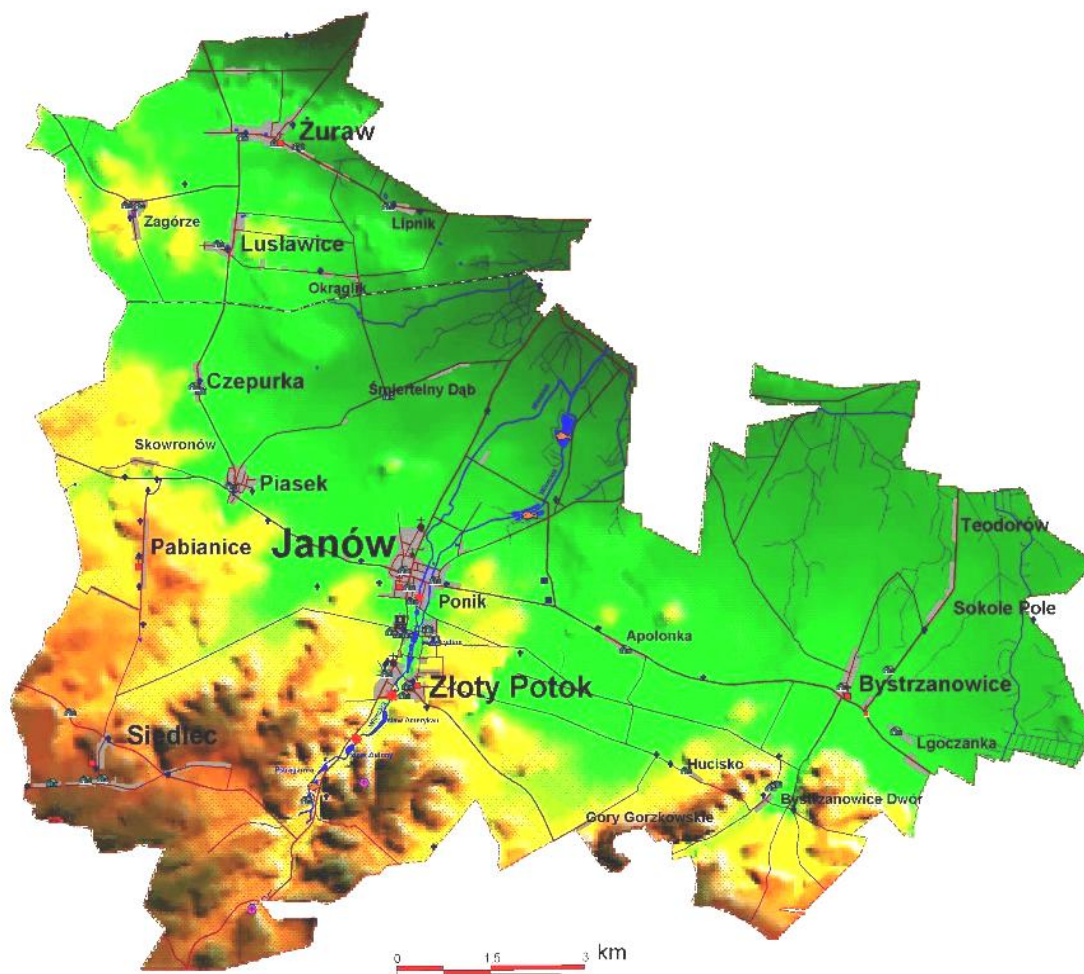 Żuraw
Lipnik
Zagórze
Lusławice
Okrąglik
Czepurka
Śmiertelny Dąb
Skowronów
Piasek
Teodorów
Janów
Pabianice
Ponik
Sokole Pole
Apolonka
Złoty Potok
Bystrzanowice
Siedlec
Lgoczanka
Hucisko
Bystrzanowice Dwór
Góry Gorzkowskie
0 1,5 3 km